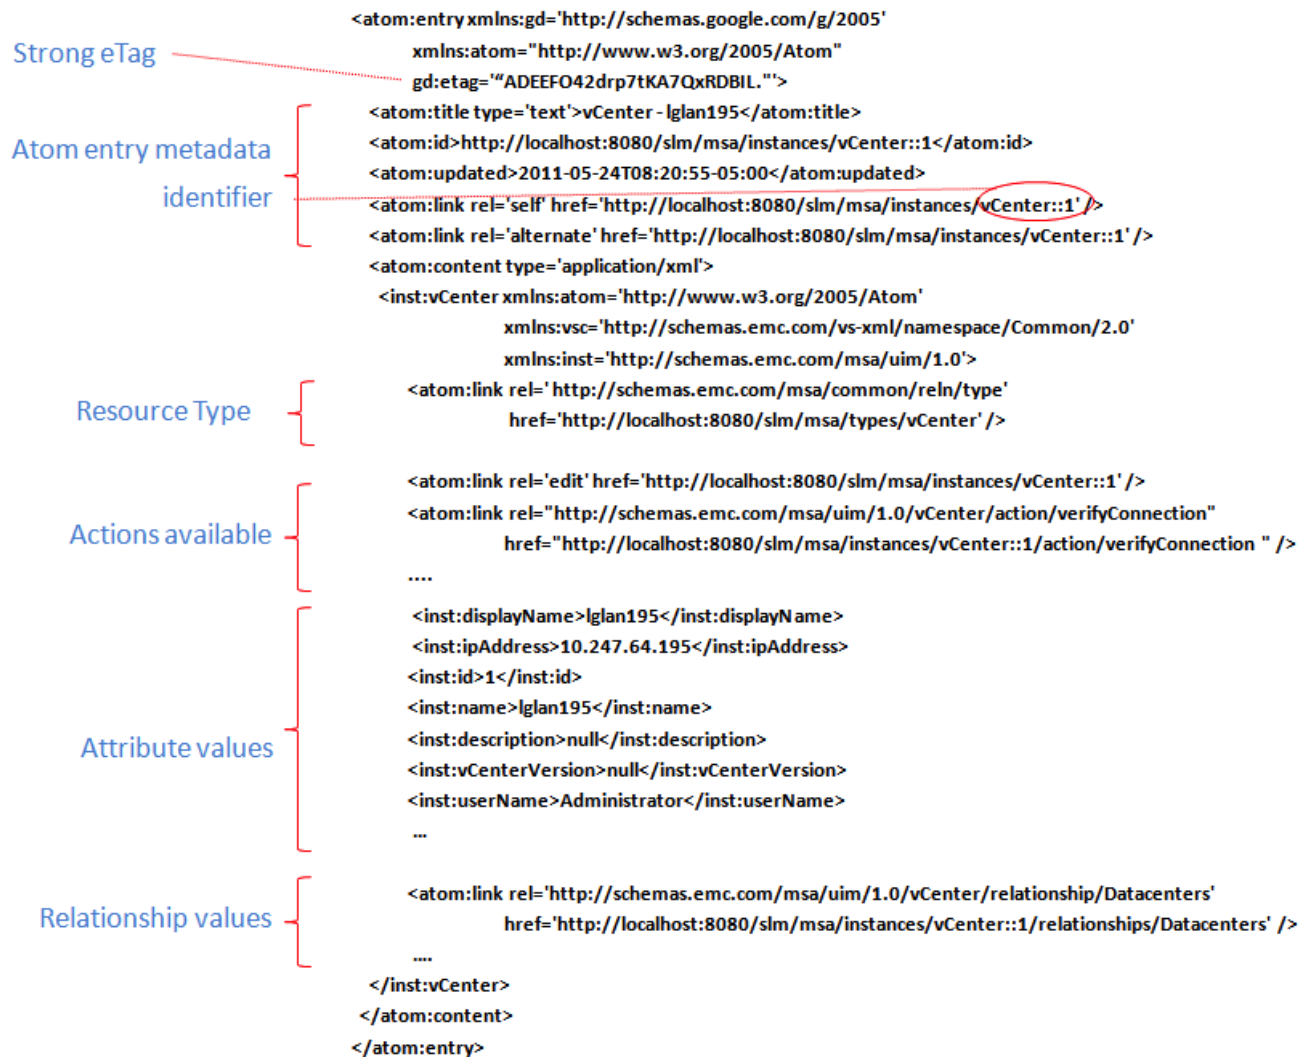 <atom:entry xmlns:gd='http://schemas.google.com/g/2005'
Strong eTag
xmlns:atom="http://www.w3.org/2005/Atom"
gd:etag='“ADEEFO42drp7tKA7QxRDBIL."'>
<atom:title type='text'>vCenter - lglan195</atom:title>
Atom entry metadata
<atom:id>http://localhost:8080/slm/msa/instances/vCenter::1</atom:id>
<atom:updated>2011-05-24T08:20:55-05:00</atom:updated>
identifier
<atom:link rel='self' href='http://localhost:8080/slm/msa/instances/vCenter::1'/>
<atom:link rel='alternate' href='http://localhost:8080/slm/msa/instances/vCenter::1' />
<atom:content type='application/xml'>
<inst:vCenter xmlns:atom='http://www.w3.org/2005/Atom'
xmlns:vsc='http://schemas.emc.com/vs-xml/namespace/Common/2.0'
xmlns:inst='http://schemas.emc.com/msa/uim/1.0'>
Resource Type
<atom:link rel=' http://schemas.emc.com/msa/common/reln/type'
href='http://localhost:8080/slm/msa/types/vCenter' />
<atom:link rel='edit' href='http://localhost:8080/slm/msa/instances/vCenter::1' />
Actions available
<atom:link rel="http://schemas.emc.com/msa/uim/1.0/vCenter/action/verifyConnection"
href="http://localhost:8080/slm/msa/instances/vCenter::1/action/verifyConnection " />
....
<inst:displayName>lglan195</inst:displayName>
<inst:ipAddress>10.247.64.195</inst:ipAddress>
<inst:id>1</inst:id>
<inst:name>lglan195</inst:name>
Attribute values
<inst:description>null</inst:description>
<inst:vCenterVersion>null</inst:vCenterVersion>
<inst:userName>Administrator</inst:userName>
...
<atom:link rel='http://schemas.emc.com/msa/uim/1.0/vCenter/relationship/Datacenters'
Relationship values
href='http://localhost:8080/slm/msa/instances/vCenter::1/relationships/Datacenters' />
....
</inst:vCenter>
</atom:content>
</atom:entry>